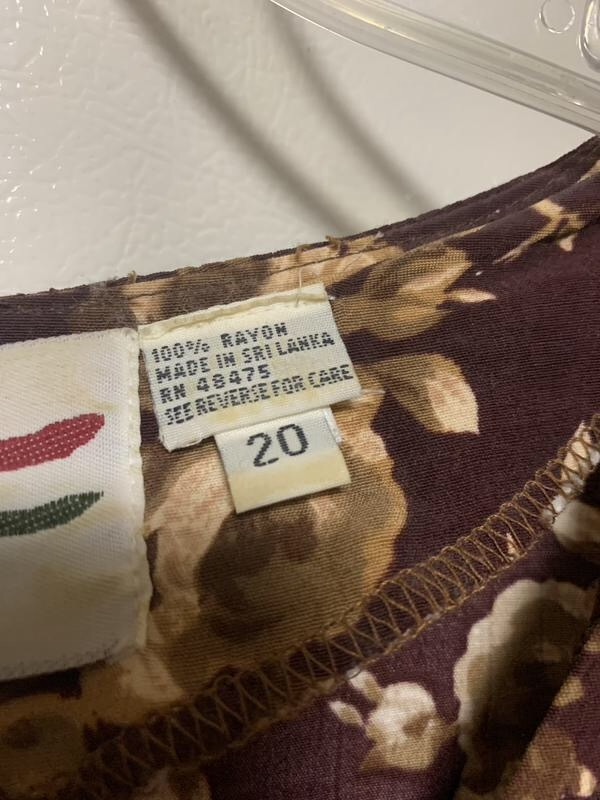 100% RAYON
MADE IN SRI LANKA
RN 48475
SEE REVERSE FOR CARE
20